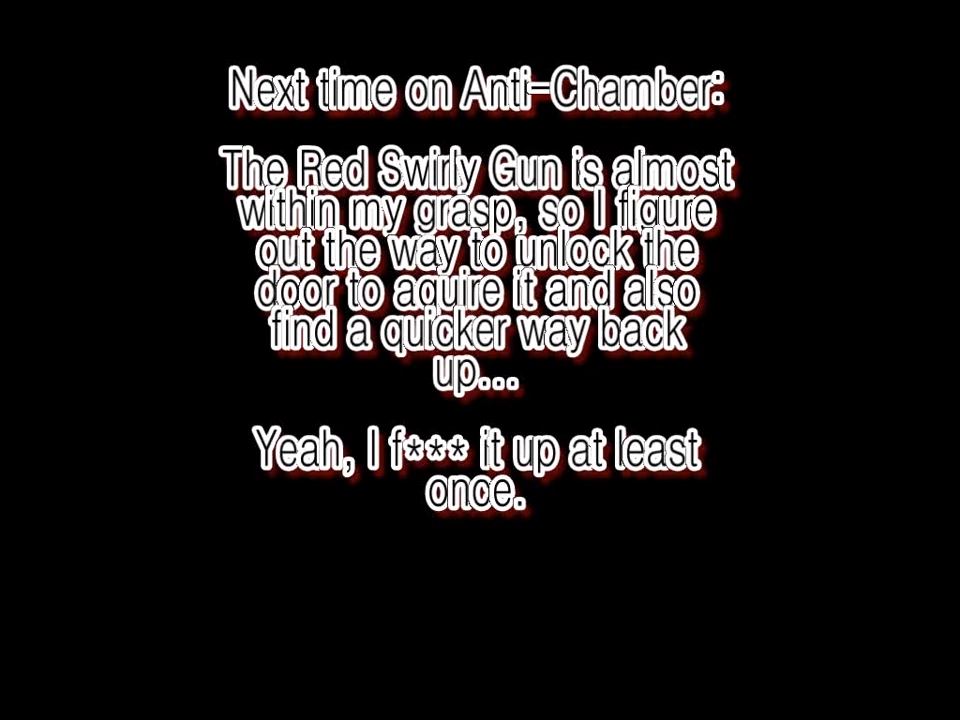 Next time on Anti-Chamber:
The Red Swirly Gun is almost
within my grasp, so I figure
out the way to unlock the
door to aquire it and also
find a quicker way back
up...
Yeah, I f*** it up at least
once.